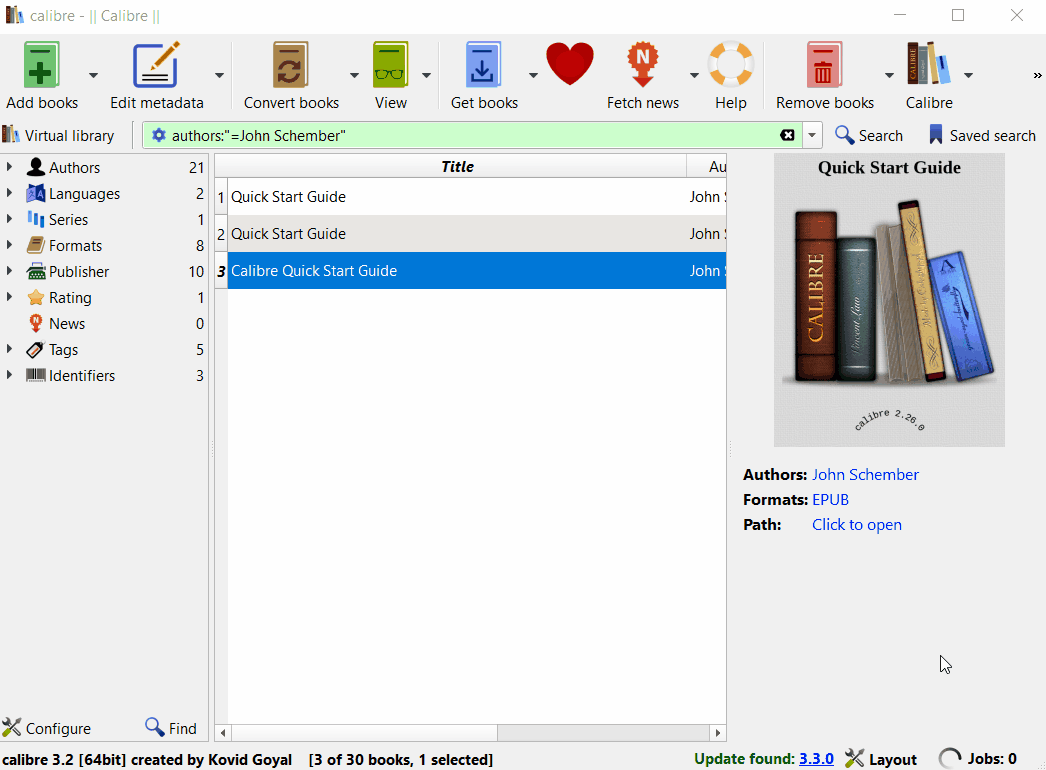 calibre - || Calibre ||
Add books
Edit metadata
Convert books
View
Get books
Fetch news
Help
Remove books
Calibre
»
Virtual library
authors:"=John Schember"
Search
Saved search
Authors 21
Languages 2
Series 1
Formats 8
Publisher 10
Rating 1
News 0
Tags 5
Identifiers 3
Configure
Find
Title Au
1 Quick Start Guide John S
2 Quick Start Guide John S
3 Calibre Quick Start Guide John S
Quick Start Guide
CALIBRE
calibre 2.26.0
Authors: John Schember
Formats: EPUB
Path: Click to open
calibre 3.2 [64bit] created by Kovid Goyal [3 of 30 books, 1 selected]
Update found: 3.3.0
Layout
Jobs: 0